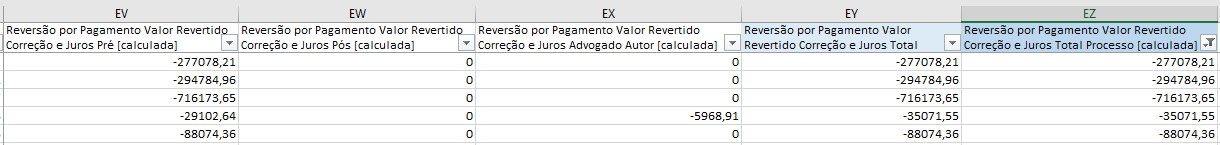 EV EW EX EY EZ
Reversão por Pagamento Valor Revertido Reversão por Pagamento Valor Revertido Reversão por Pagamento Valor Revertido Reversão por Pagamento Valor Reversão por Pagamento Valor Revertido
Correção e Juros Pré [calculada] Correção e Juros Pós [calculada] Correção e Juros Advogado Autor [calculada] Revertido Correção e Juros Total Correção e Juros Total Processo [calculada]
-277078,21 0 0 -277078,21 -277078,21
-294784,96 0 0 -294784,96 -294784,96
-716173,65 0 0 -716173,65 -716173,65
-29102,64 0 -5968,91 -35071,55 -35071,55
-88074,36 0 0 -88074,36 -88074,36